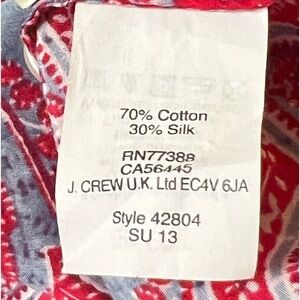 70% Cotton
30% Silk
RN77388
CA56445
J. CREW U.K. Ltd EC4V 6JA
Style 42804
SU 13